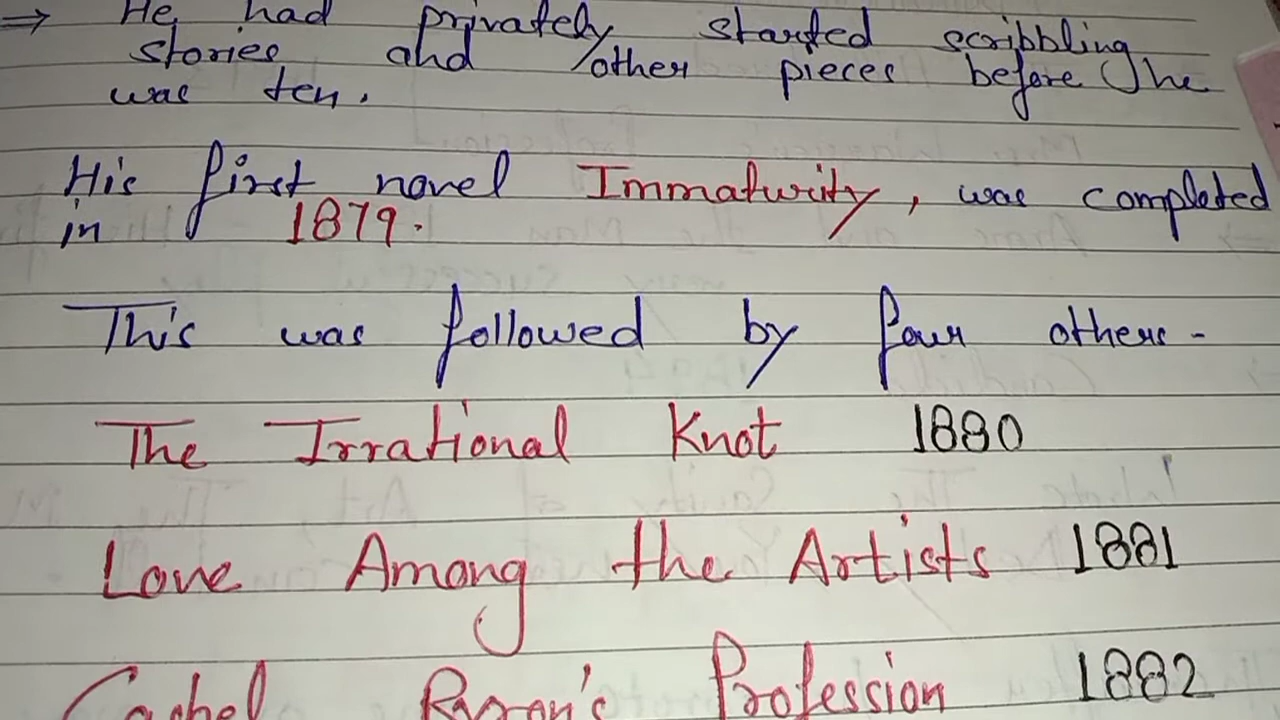 ⇒ He had privately started scribbling
stories and other pieces before he
was ten.
His first novel Immaturity, was completed
in 1879.
This was followed by four others -
The Irrational Knot 1880
Love Among the Artists 1881
Cashel Byron's Profession 1882